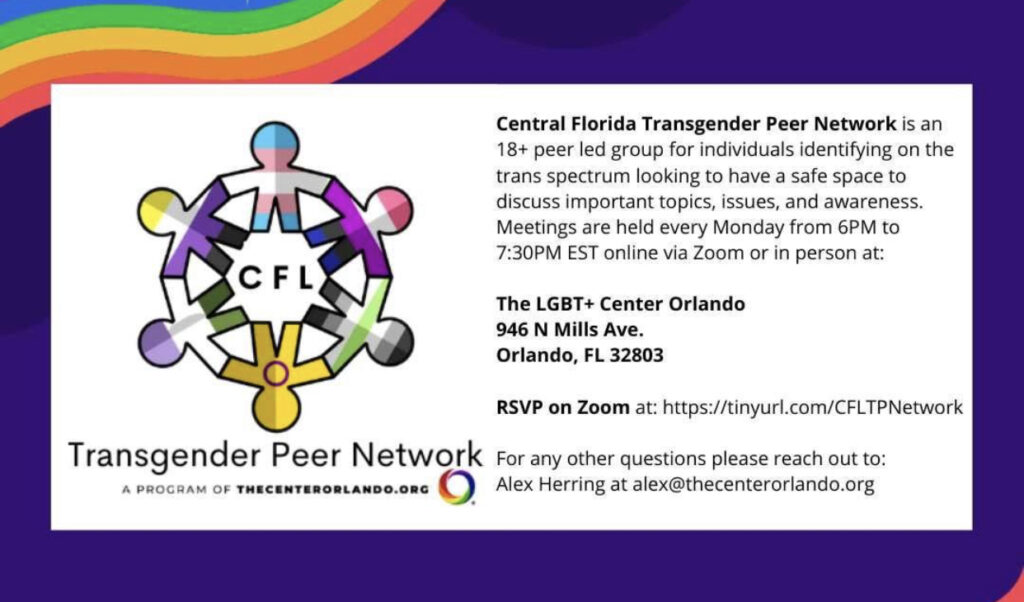 CFL
Transgender Peer Network
A PROGRAM OF THECENTERORLANDO.ORG
Central Florida Transgender Peer Network is an
18+ peer led group for individuals identifying on the
trans spectrum looking to have a safe space to
discuss important topics, issues, and awareness.
Meetings are held every Monday from 6PM to
7:30PM EST online via Zoom or in person at:
The LGBT+ Center Orlando
946 N Mills Ave.
Orlando, FL 32803
RSVP on Zoom at: https://tinyurl.com/CFLTPNetwork
For any other questions please reach out to:
Alex Herring at alex@thecenterorlando.org